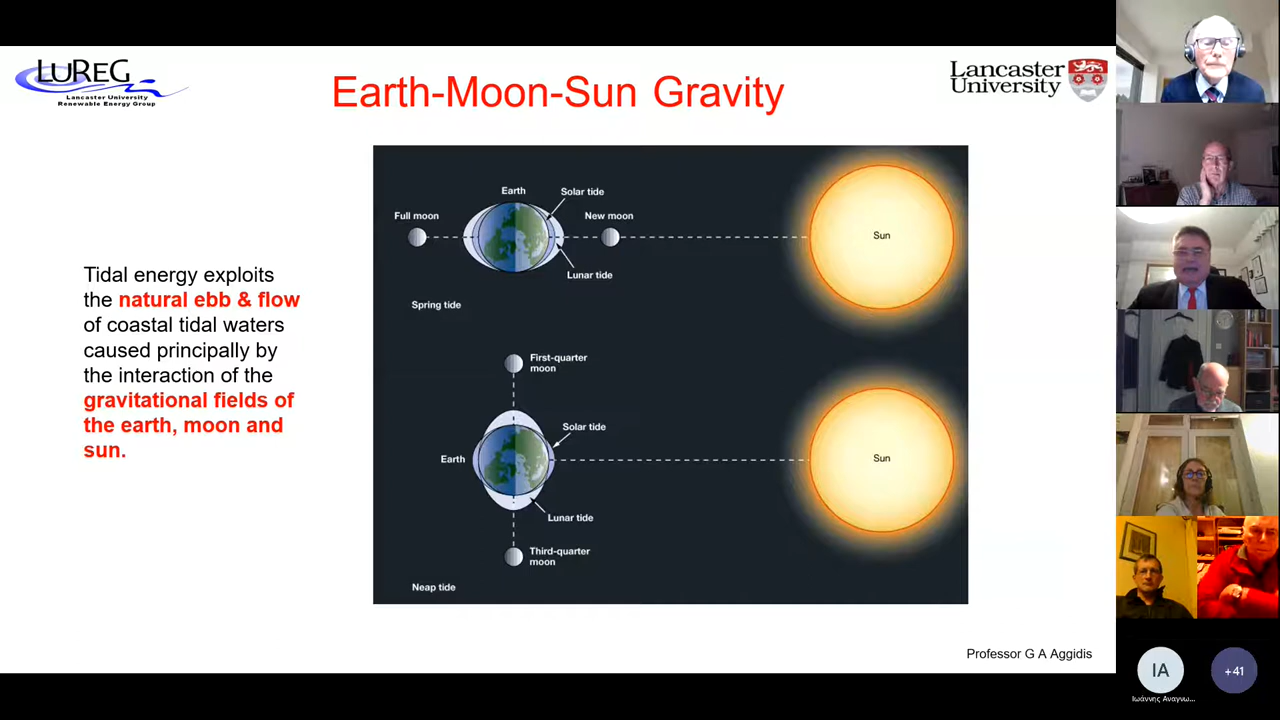 LUREG
Lancaster University
Renewable Energy Group
Earth-Moon-Sun Gravity
Lancaster
University
Tidal energy exploits
the natural ebb & flow
of coastal tidal waters
caused principally by
the interaction of the
gravitational fields of
the earth, moon and
sun.
Earth
Solar tide
Full moon
New moon
Sun
Lunar tide
Spring tide
First-quarter
moon
Solar tide
Earth
Sun
Lunar tide
Third-quarter
moon
Neap tide
Professor G A Aggidis
IA
+41
Ιωάννης Αναγνω...